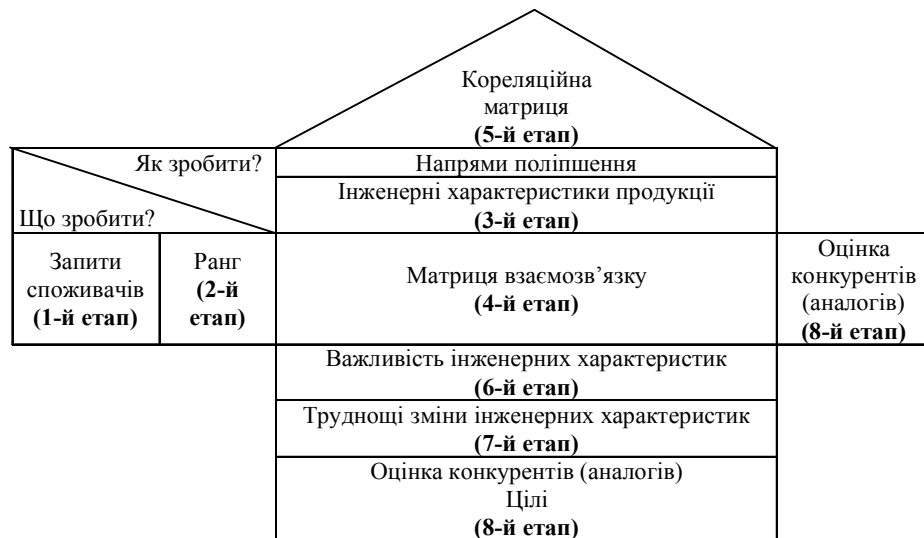 Кореляційна
матриця
(5-й етап)
Як зробити?
Що зробити?
Напрями поліпшення
Інженерні характеристики продукції
(3-й етап)
Запити
споживачів
(1-й етап)
Ранг
(2-й
етап)
Матриця взаємозв’язку
(4-й етап)
Оцінка
конкурентів
(аналогів)
(8-й етап)
Важливість інженерних характеристик
(6-й етап)
Труднощі зміни інженерних характеристик
(7-й етап)
Оцінка конкурентів (аналогів)
Цілі
(8-й етап)